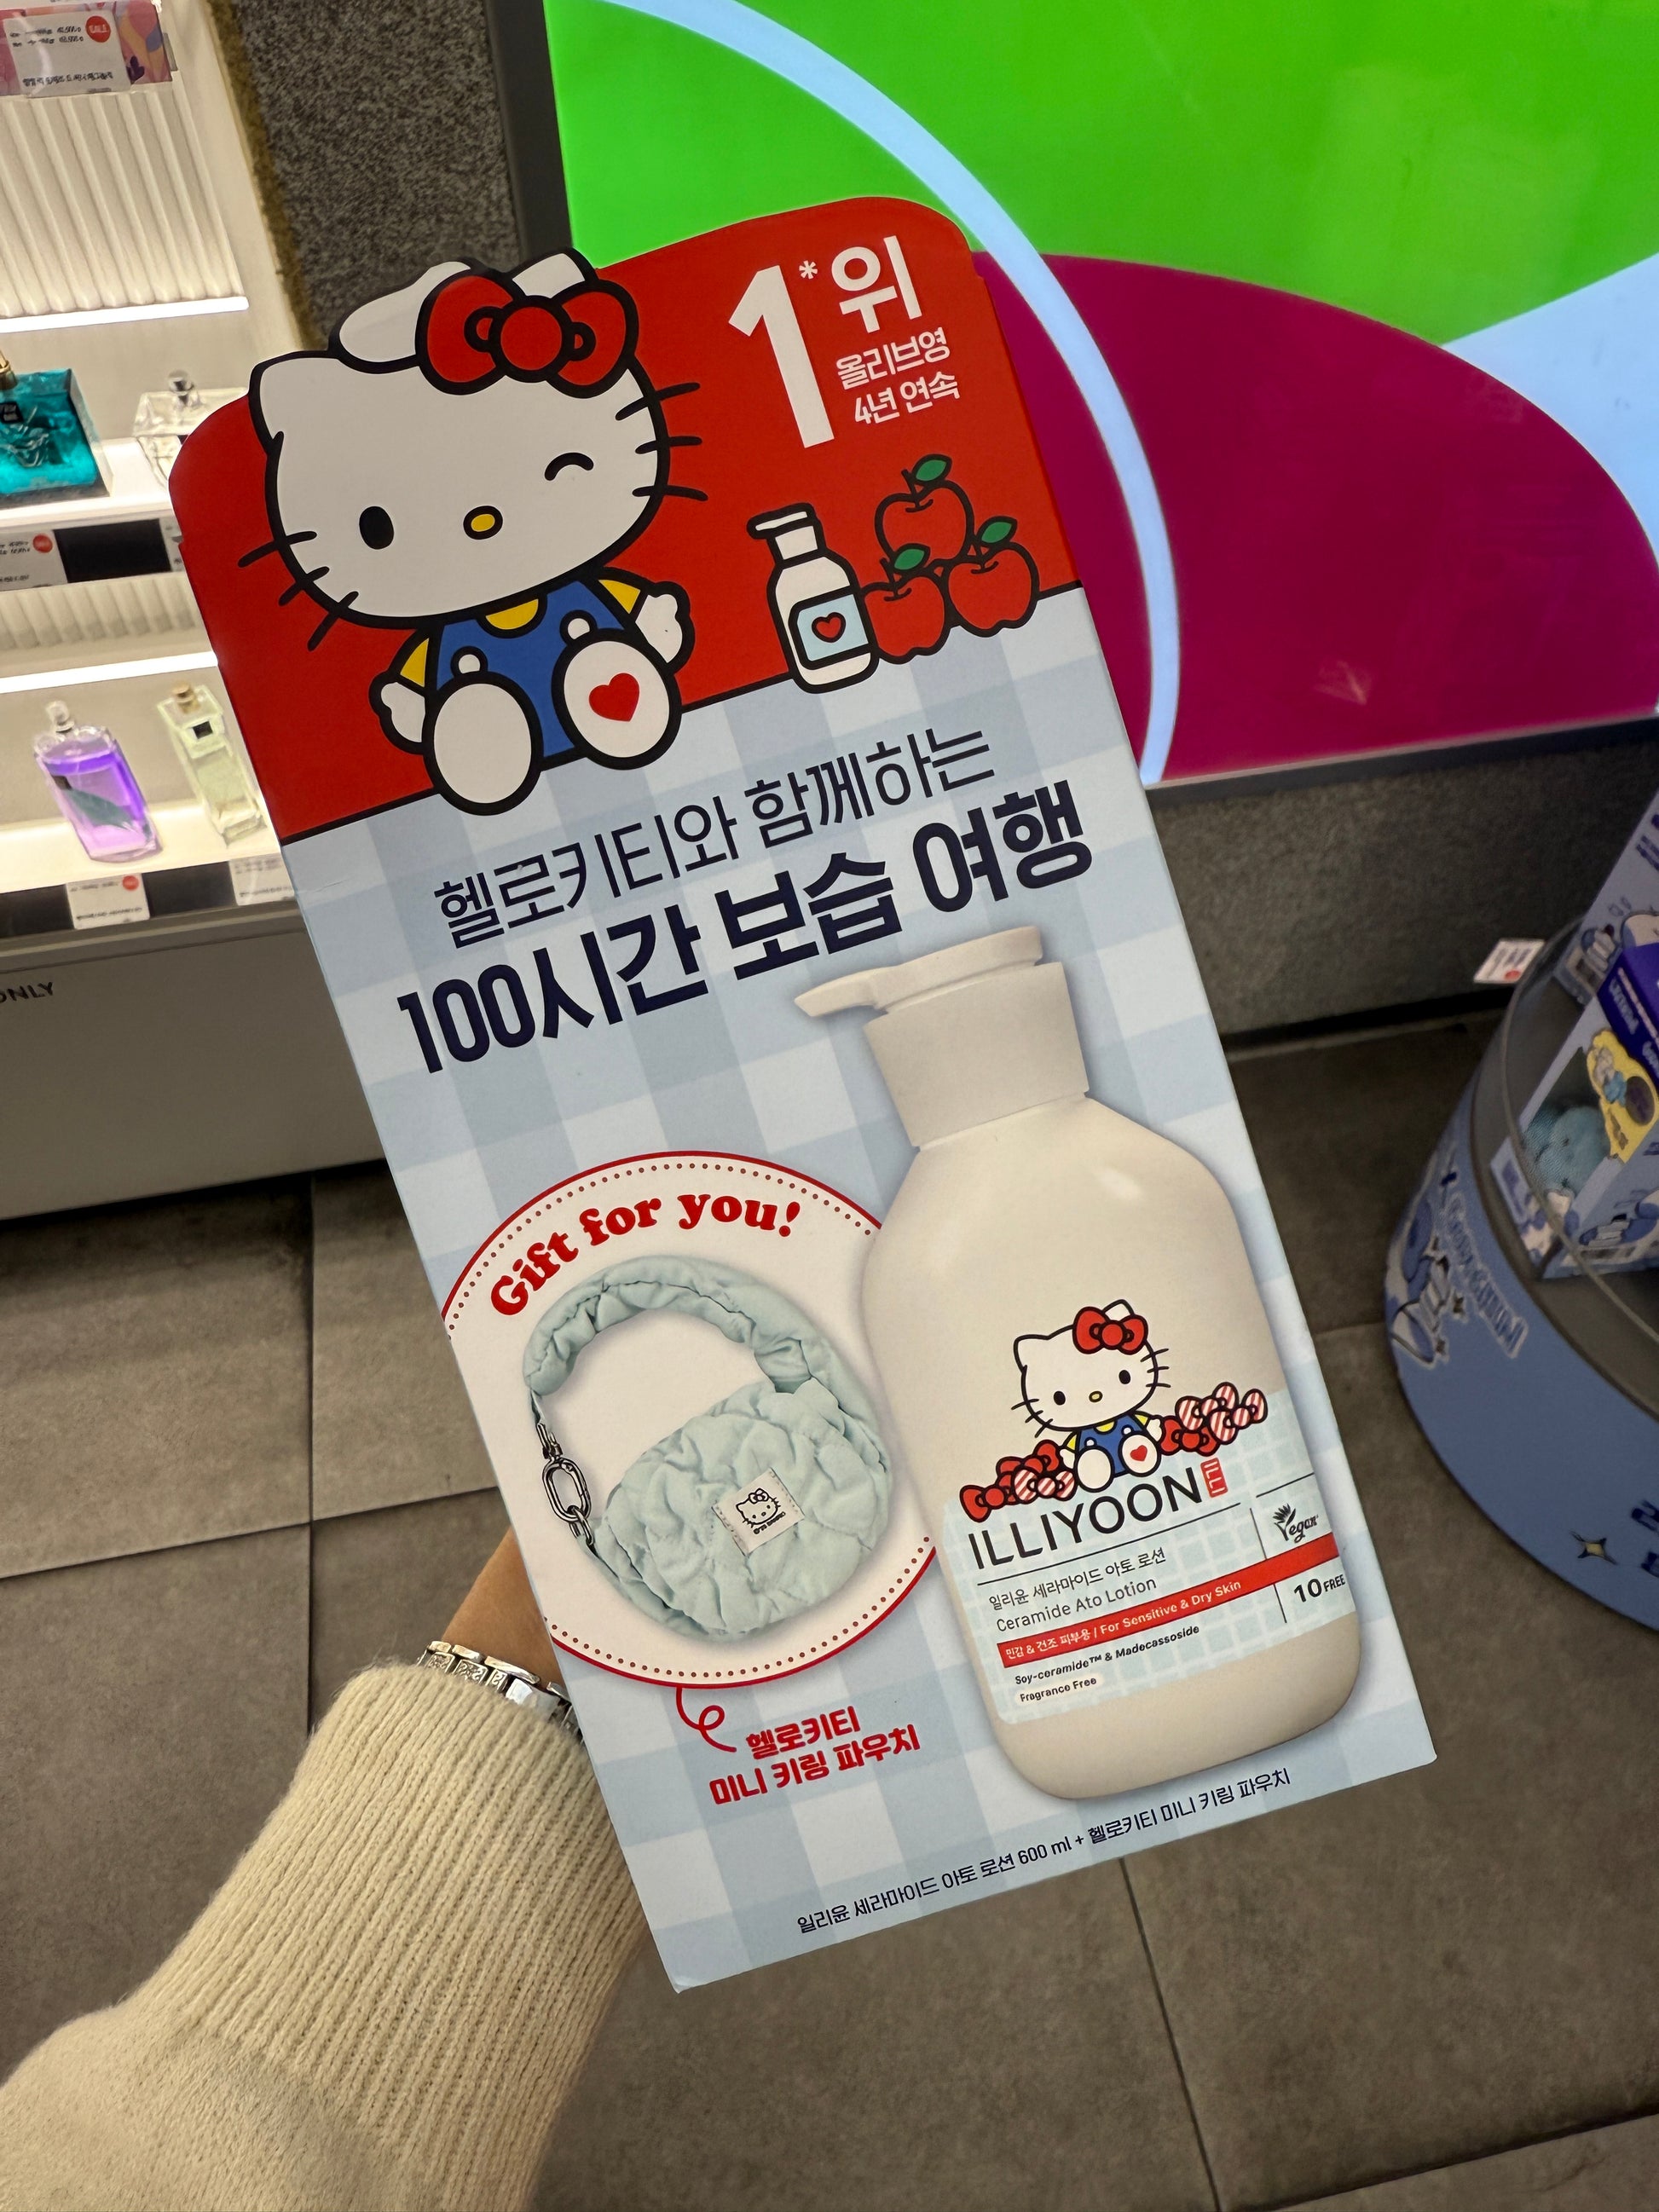 1*위
올리브영
4년 연속
헬로키티와 함께하는
100시간 보습 여행
Gift for you!
헬로키티
미니 키링 파우치
ILLIYOON
일리윤 세라마이드 아토 로션
Ceramide Ato Lotion
Vegan
민감 & 건조 피부용 / For Sensitive & Dry Skin
10 FREE
Soy-ceramide™ & Madecassoside
Fragrance Free
일리윤 세라마이드 아토 로션 600 ml + 헬로키티 미니 키링 파우치
ONLY
SALE